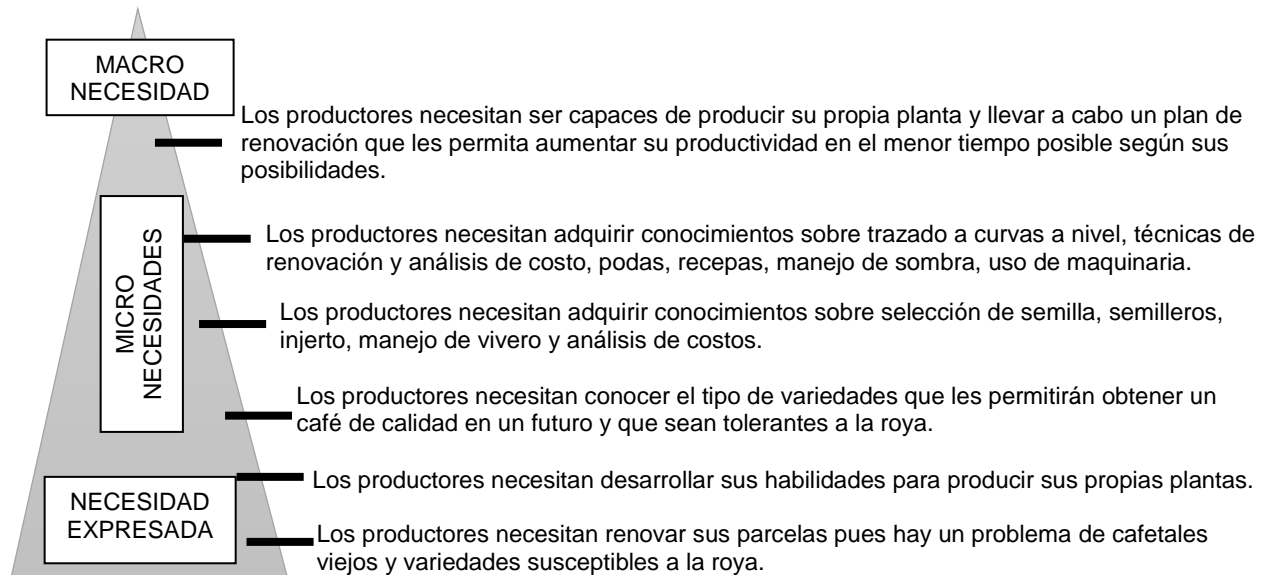 MACRO
NECESIDAD
Los productores necesitan ser capaces de producir su propia planta y llevar a cabo un plan de
renovación que les permita aumentar su productividad en el menor tiempo posible según sus
posibilidades.
MICRO
NECESIDADES
Los productores necesitan adquirir conocimientos sobre trazado a curvas a nivel, técnicas de
renovación y análisis de costo, podas, recepas, manejo de sombra, uso de maquinaria.
Los productores necesitan adquirir conocimientos sobre selección de semilla, semilleros,
injerto, manejo de vivero y análisis de costos.
Los productores necesitan conocer el tipo de variedades que les permitirán obtener un
café de calidad en un futuro y que sean tolerantes a la roya.
NECESIDAD
EXPRESADA
Los productores necesitan desarrollar sus habilidades para producir sus propias plantas.
Los productores necesitan renovar sus parcelas pues hay un problema de cafetales
viejos y variedades susceptibles a la roya.